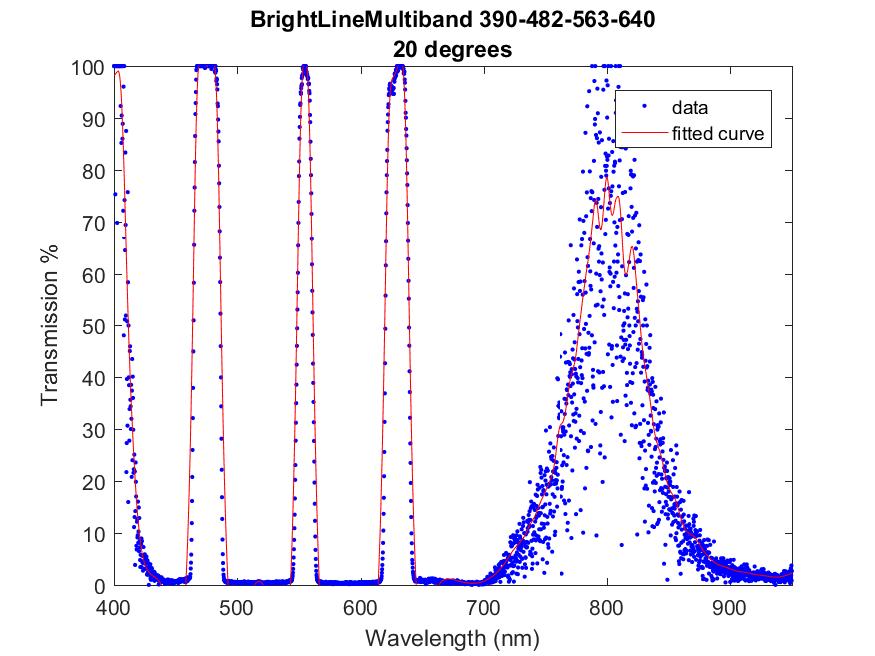 BrightLineMultiband 390-482-563-640
20 degrees
100
90
80
70
60
50
40
30
20
10
0
Transmission %
data
fitted curve
400
500
600
700
800
900
Wavelength (nm)